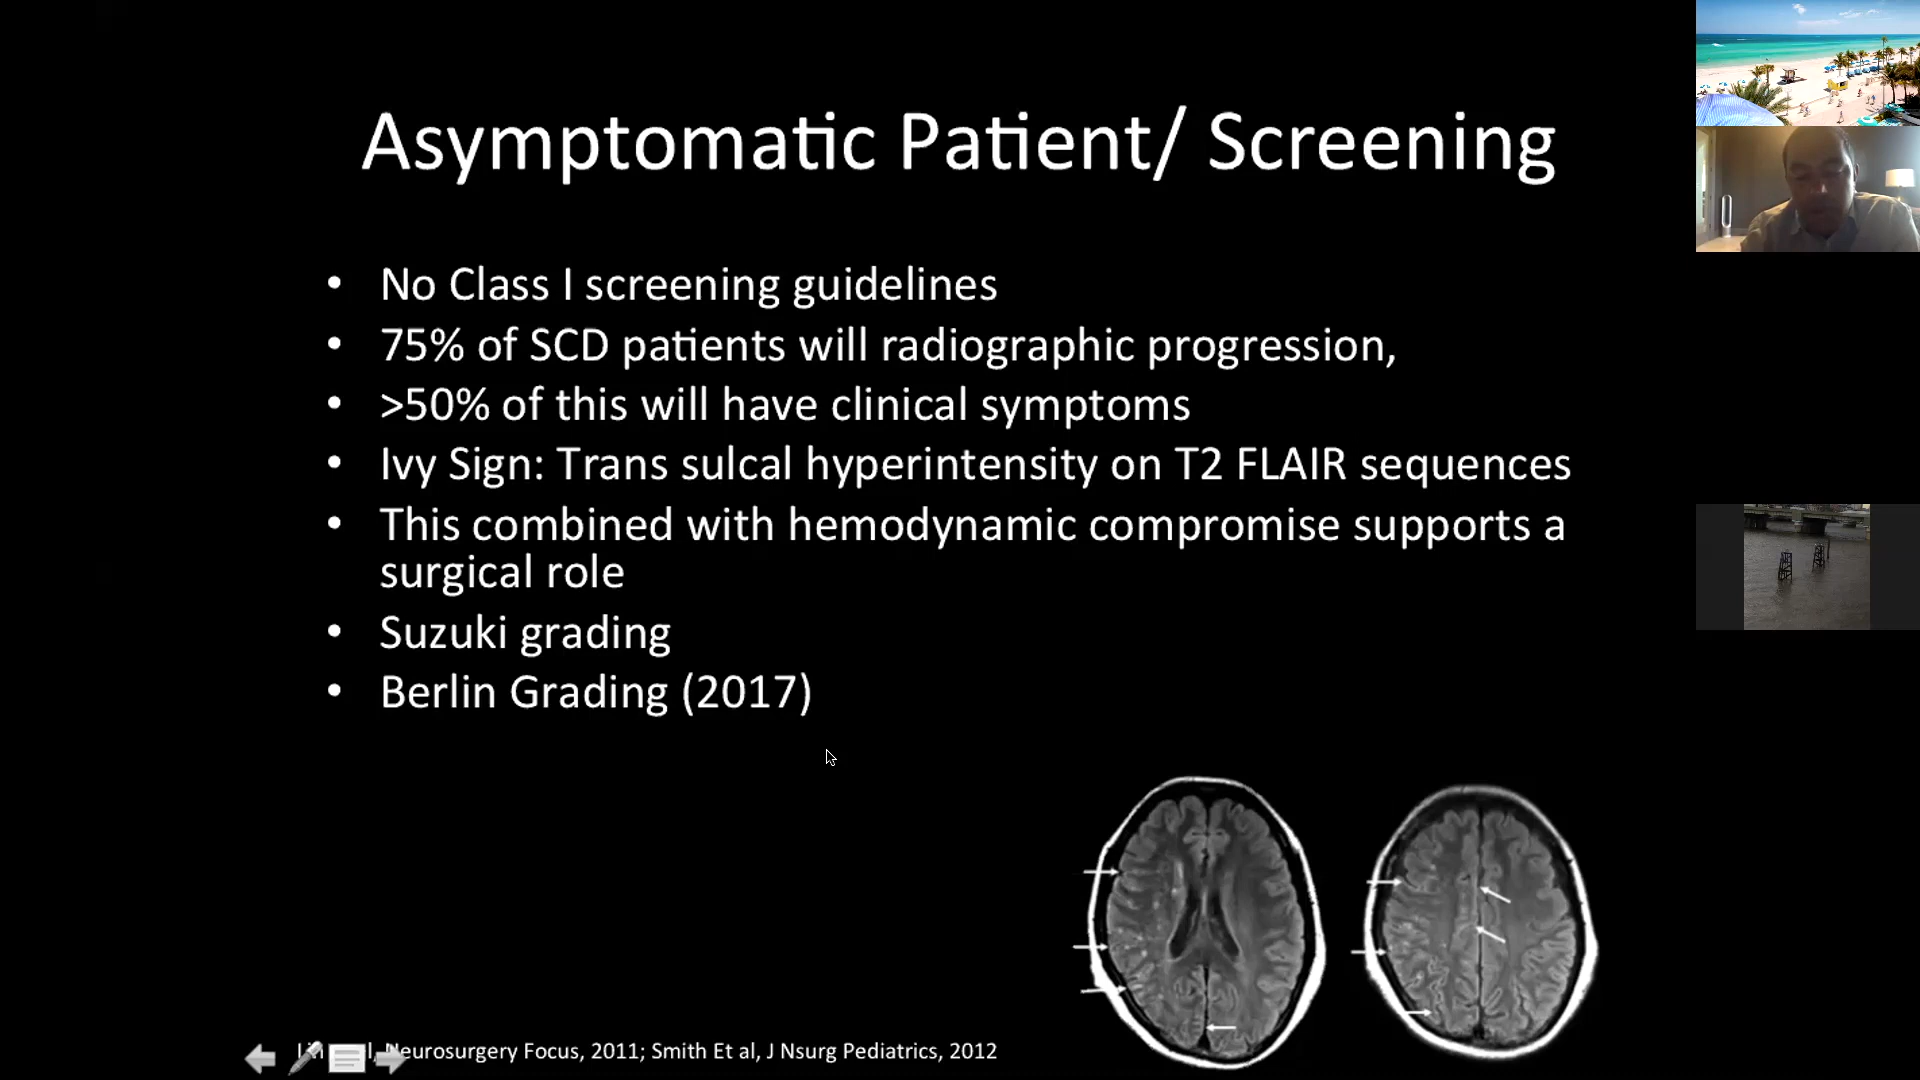 Asymptomatic Patient/ Screening
• No Class I screening guidelines
• 75% of SCD patients will radiographic progression,
• >50% of this will have clinical symptoms
• Ivy Sign: Trans sulcal hyperintensity on T2 FLAIR sequences
• This combined with hemodynamic compromise supports a
surgical role
• Suzuki grading
• Berlin Grading (2017)
Neurosurgery Focus, 2011; Smith Et al, J Nsurg Pediatrics, 2012